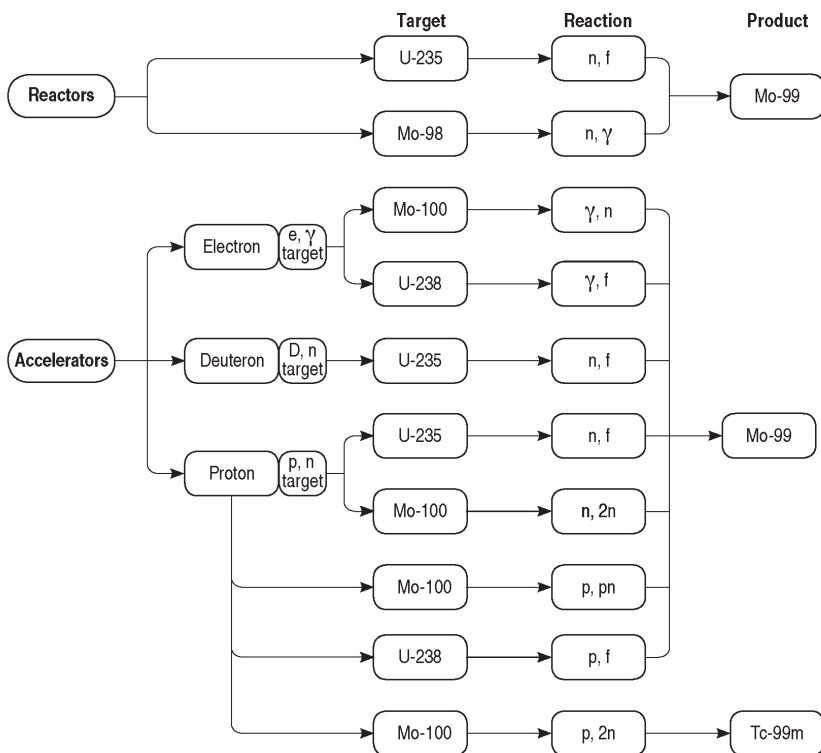 Target Reaction Product
U-235 n, f
Reactors Mo-99
Mo-98 n, γ
Mo-100 γ, n
Electron e, γ
target
U-238 γ, f
Accelerators Deuteron D, n
target U-235 n, f
U-235 n, f Mo-99
Proton p, n
target
Mo-100 n, 2n
Mo-100 p, pn
U-238 p, f
Mo-100 p, 2n Tc-99m